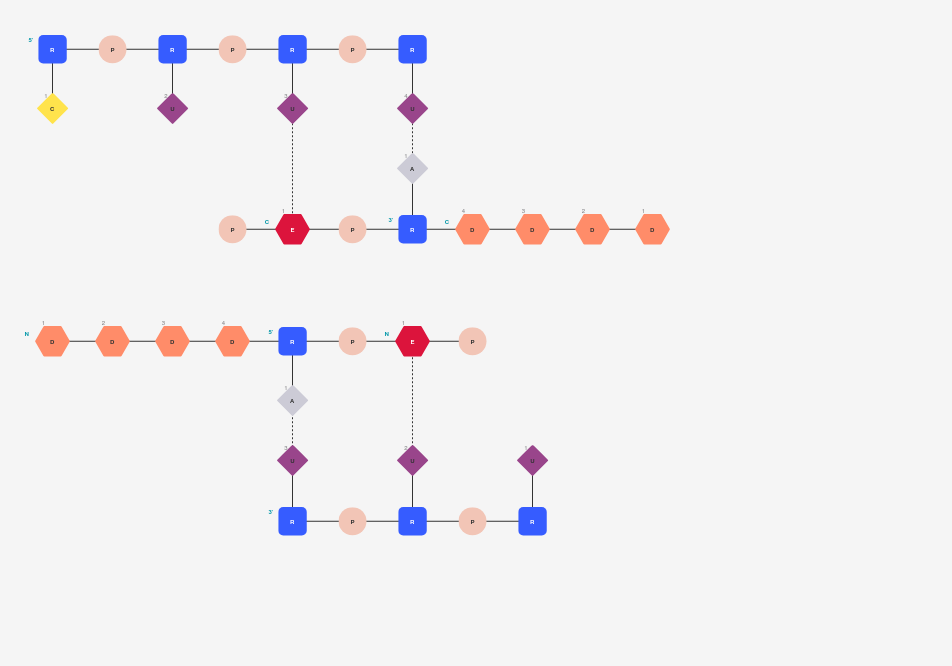 5' R P R P R P R
1 2 3 4
C U U U
1
A
1 3' 4 3 2 1
P C E P R C D D D D
1 2 3 4 5' N 1
N D D D D R P E P
1
A
3 2 1
U U U
3' R P R P R